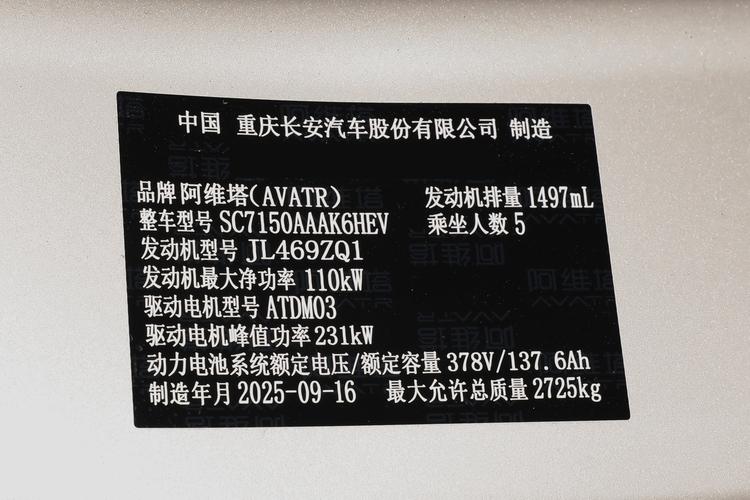 中国 重庆长安汽车股份有限公司 制造
品牌 阿维塔(AVATR) 发动机排量 1497mL
整车型号 SC7150AAAK6HEV 乘坐人数 5
发动机型号 JL469ZQ1
发动机最大净功率 110kW
驱动电机型号 ATDM03
驱动电机峰值功率 231kW
动力电池系统额定电压/额定容量 378V/137.6Ah
制造年月 2025-09-16 最大允许总质量 2725kg